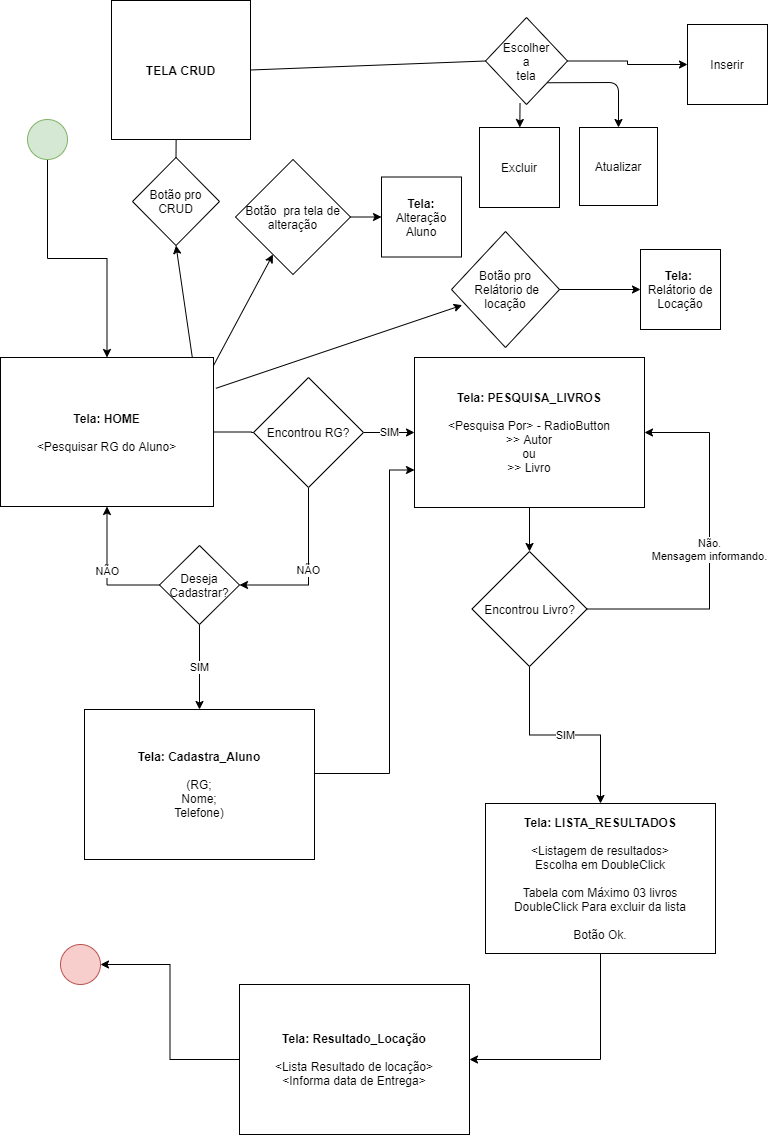 TELA CRUD
Escolher
a
tela
Inserir
Excluir
Atualizar
Botão pro
CRUD
Botão  pra tela de
alteração
Tela:
Alteração
Aluno
Botão pro
Relátorio de
locação
Tela:
Relátorio de
Locação
Tela: HOME
<Pesquisar RG do Aluno>
Encontrou RG?
SIM
Tela: PESQUISA_LIVROS
<Pesquisa Por> - RadioButton
>> Autor
ou
>> Livro
NÃO
Deseja
Cadastrar?
NÃO
Não.
Mensagem informando.
Encontrou Livro?
SIM
Tela: Cadastra_Aluno
(RG;
Nome;
Telefone)
SIM
Tela: LISTA_RESULTADOS
<Listagem de resultados>
Escolha em DoubleClick
Tabela com Máximo 03 livros
DoubleClick Para excluir da lista
Botão Ok.
Tela: Resultado_Locação
<Lista Resultado de locação>
<Informa data de Entrega>